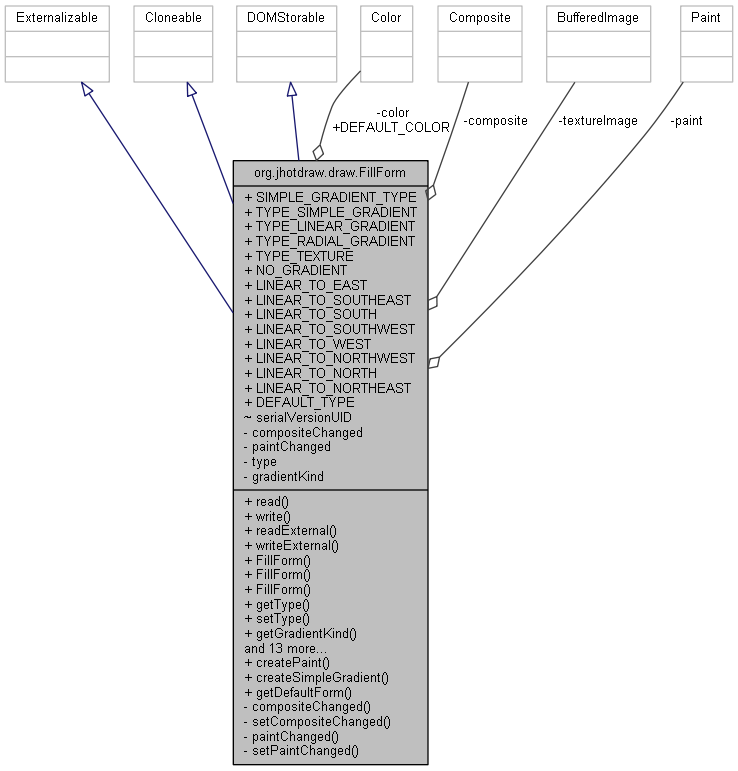 Externalizable
Cloneable
DOMStorable
Color
Composite
BufferedImage
Paint
-color
+DEFAULT_COLOR
-composite
-textureImage
-paint
org.jhotdraw.draw.FillForm
+ SIMPLE_GRADIENT_TYPE
+ TYPE_SIMPLE_GRADIENT
+ TYPE_LINEAR_GRADIENT
+ TYPE_RADIAL_GRADIENT
+ TYPE_TEXTURE
+ NO_GRADIENT
+ LINEAR_TO_EAST
+ LINEAR_TO_SOUTHEAST
+ LINEAR_TO_SOUTH
+ LINEAR_TO_SOUTHWEST
+ LINEAR_TO_WEST
+ LINEAR_TO_NORTHWEST
+ LINEAR_TO_NORTH
+ LINEAR_TO_NORTHEAST
+ DEFAULT_TYPE
~ serialVersionUID
- compositeChanged
- paintChanged
- type
- gradientKind
+ read()
+ write()
+ readExternal()
+ writeExternal()
+ FillForm()
+ FillForm()
+ FillForm()
+ getType()
+ setType()
+ getGradientKind()
and 13 more...
+ createPaint()
+ createSimpleGradient()
+ getDefaultForm()
- compositeChanged()
- setCompositeChanged()
- paintChanged()
- setPaintChanged()